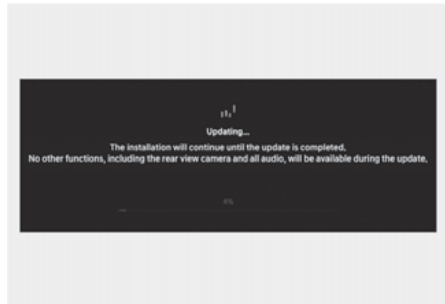 Updating...
The installation will continue until the update is completed.
No other functions, including the rear view camera and all audio, will be available during the update.